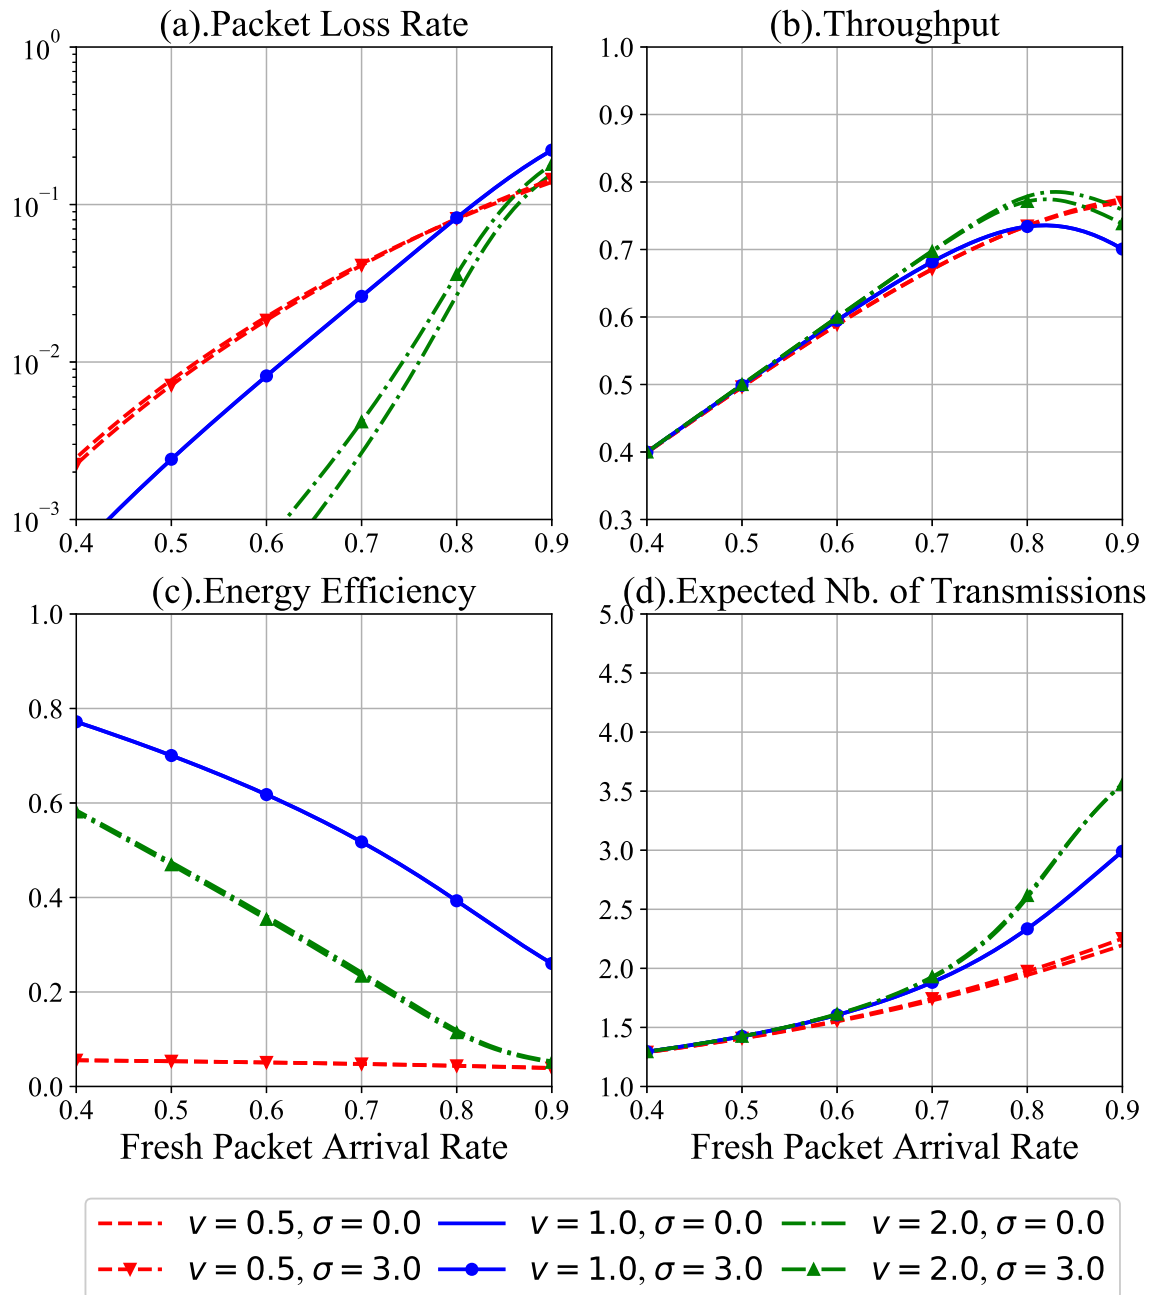 (a).Packet Loss Rate
10⁰
10⁻¹
10⁻²
10⁻³
0.4 0.5 0.6 0.7 0.8 0.9
(b).Throughput
1.0
0.9
0.8
0.7
0.6
0.5
0.4
0.3
0.4 0.5 0.6 0.7 0.8 0.9
(c).Energy Efficiency
1.0
0.8
0.6
0.4
0.2
0.0
0.4 0.5 0.6 0.7 0.8 0.9
Fresh Packet Arrival Rate
(d).Expected Nb. of Transmissions
5.0
4.5
4.0
3.5
3.0
2.5
2.0
1.5
1.0
0.4 0.5 0.6 0.7 0.8 0.9
Fresh Packet Arrival Rate
v = 0.5, σ = 0.0 v = 1.0, σ = 0.0 v = 2.0, σ = 0.0
v = 0.5, σ = 3.0 v = 1.0, σ = 3.0 v = 2.0, σ = 3.0